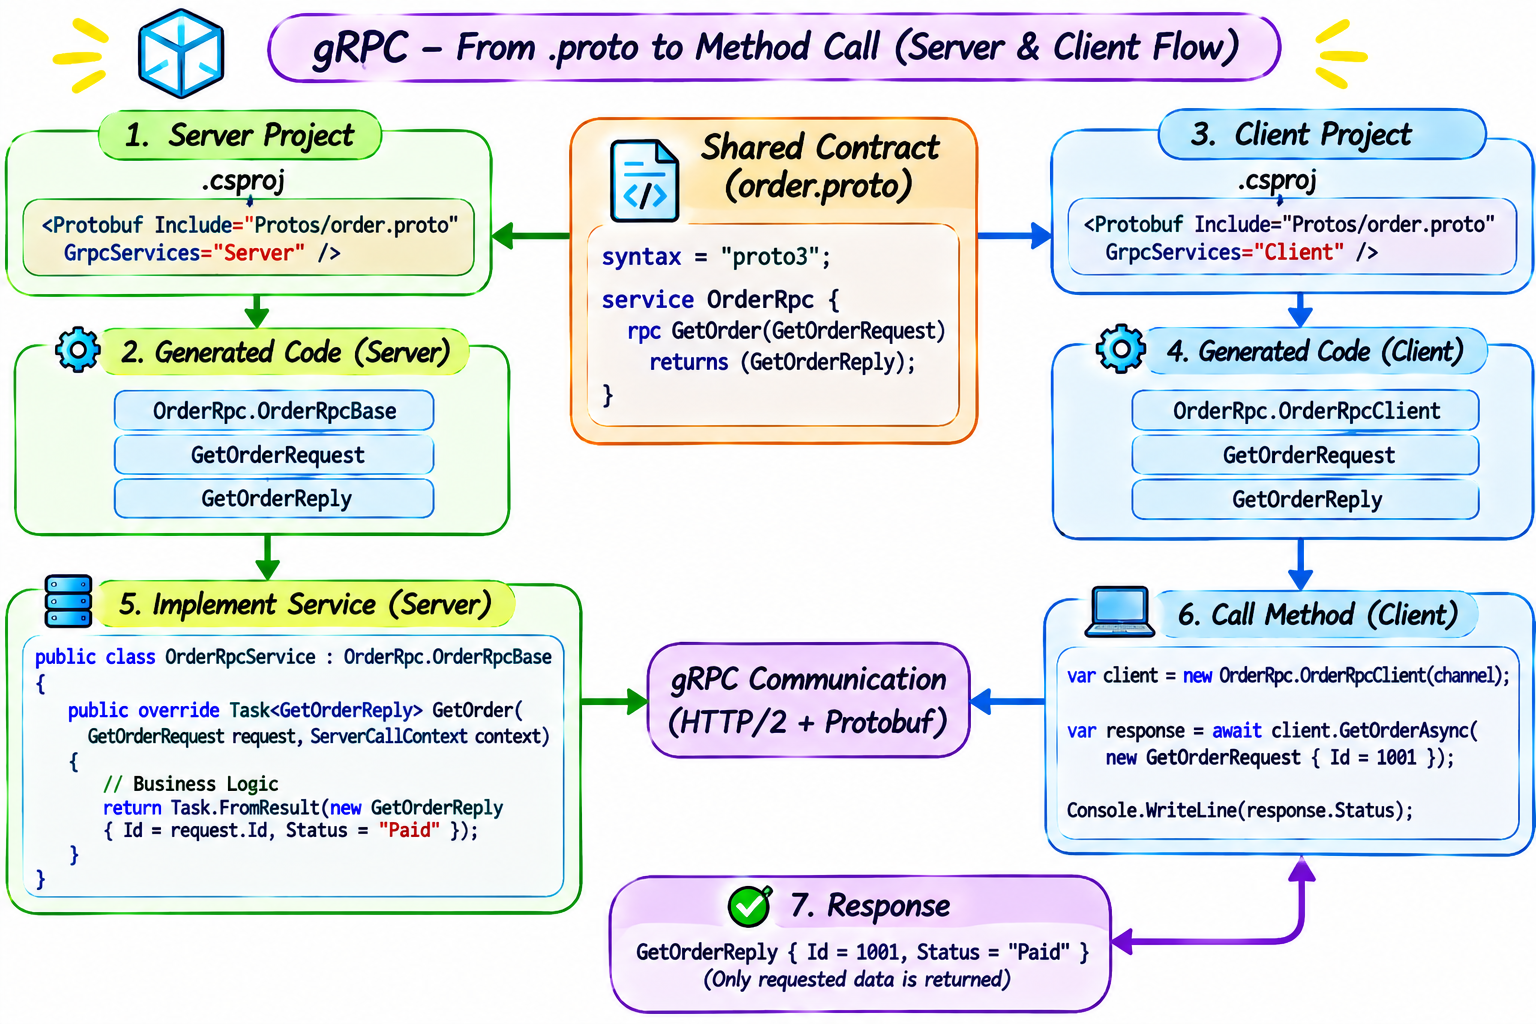 gRPC – From .proto to Method Call (Server & Client Flow)
1. Server Project
.csproj
<Protobuf Include="Protos/order.proto"
GrpcServices="Server" />
Shared Contract
(order.proto)
syntax = "proto3";
service OrderRpc {
rpc GetOrder(GetOrderRequest)
returns (GetOrderReply);
}
3. Client Project
.csproj
<Protobuf Include="Protos/order.proto"
GrpcServices="Client" />
2. Generated Code (Server)
OrderRpc.OrderRpcBase
GetOrderRequest
GetOrderReply
4. Generated Code (Client)
OrderRpc.OrderRpcClient
GetOrderRequest
GetOrderReply
5. Implement Service (Server)
public class OrderRpcService : OrderRpc.OrderRpcBase
{
public override Task<GetOrderReply> GetOrder(
GetOrderRequest request, ServerCallContext context)
{
// Business Logic
return Task.FromResult(new GetOrderReply
{ Id = request.Id, Status = "Paid" });
}
}
gRPC Communication
(HTTP/2 + Protobuf)
6. Call Method (Client)
var client = new OrderRpc.OrderRpcClient(channel);
var response = await client.GetOrderAsync(
new GetOrderRequest { Id = 1001 });
Console.WriteLine(response.Status);
7. Response
GetOrderReply { Id = 1001, Status = "Paid" }
(Only requested data is returned)